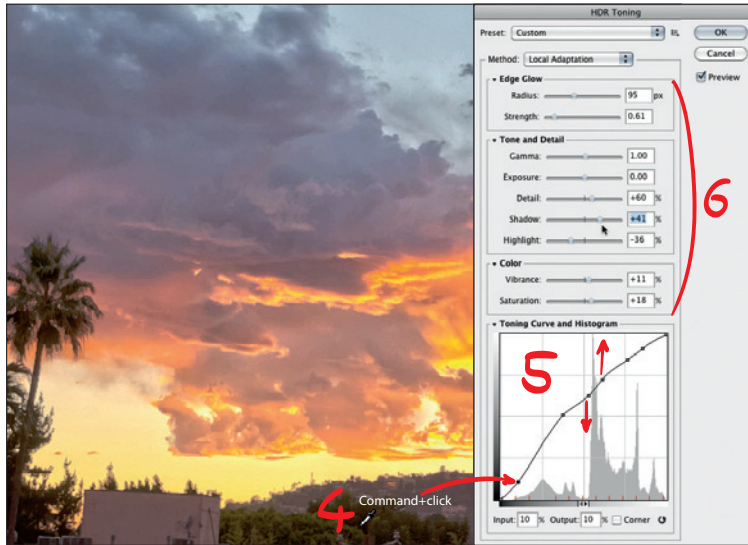 HDR Toning
Preset: Custom
OK
Cancel
Preview
Method: Local Adaptation
Edge Glow
Radius: 95 px
Strength: 0.61
Tone and Detail
Gamma: 1.00
Exposure: 0.00
Detail: +60 %
Shadow: +41 %
Highlight: -36 %
Color
Vibrance: +11 %
Saturation: +18 %
6
Toning Curve and Histogram
5
4 Command+click
Input: 10 % Output: 10 % Corner